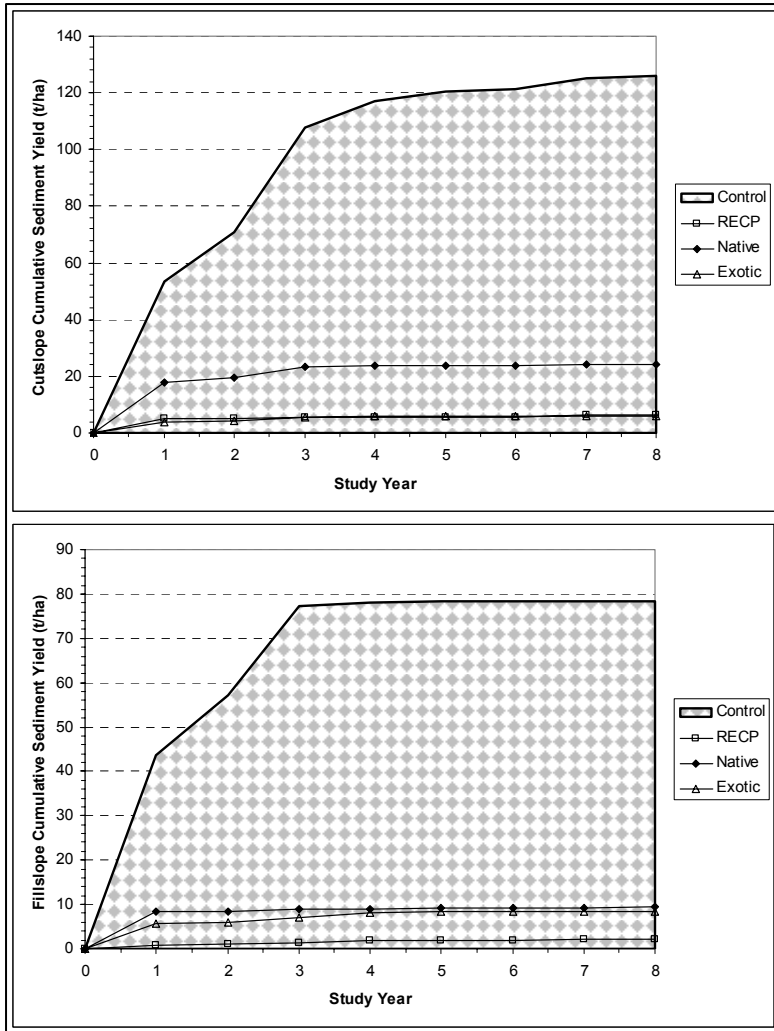 140
120
100
80
60
40
20
0
Cutslope Cumulative Sediment Yield (t/ha)
0 1 2 3 4 5 6 7 8
Study Year
Control
RECP
Native
Exotic
90
80
70
60
50
40
30
20
10
0
Fillslope Cumulative Sediment Yield (t/ha)
0 1 2 3 4 5 6 7 8
Study Year
Control
RECP
Native
Exotic